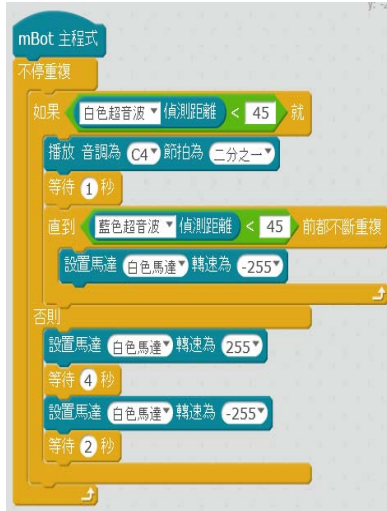 mBot 主程式
不停重複
如果 白色超音波 偵測距離 < 45 就
播放 音調為 C4 節拍為 二分之一
等待 1 秒
直到 藍色超音波 偵測距離 < 45 前都不斷重複
設置馬達 白色馬達 轉速為 -255
否則
設置馬達 白色馬達 轉速為 255
等待 4 秒
設置馬達 白色馬達 轉速為 -255
等待 2 秒